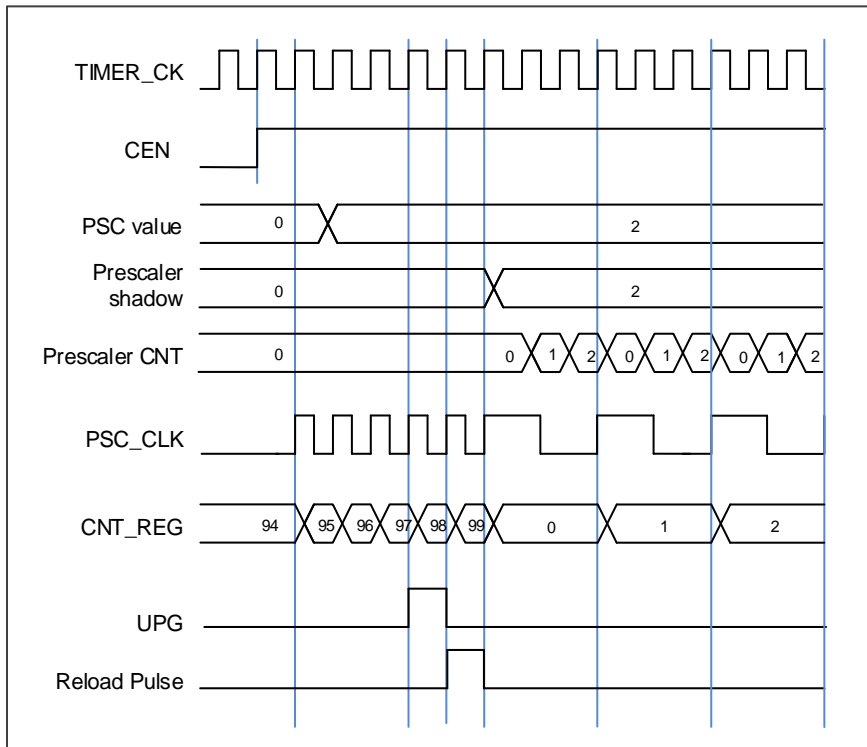 TIMER_CK
CEN
PSC value 0 2
Prescaler shadow 0 2
Prescaler CNT 0 0 1 2 0 1 2 0 1 2
PSC_CLK
CNT_REG 94 95 96 97 98 99 0 1 2
UPG
Reload Pulse